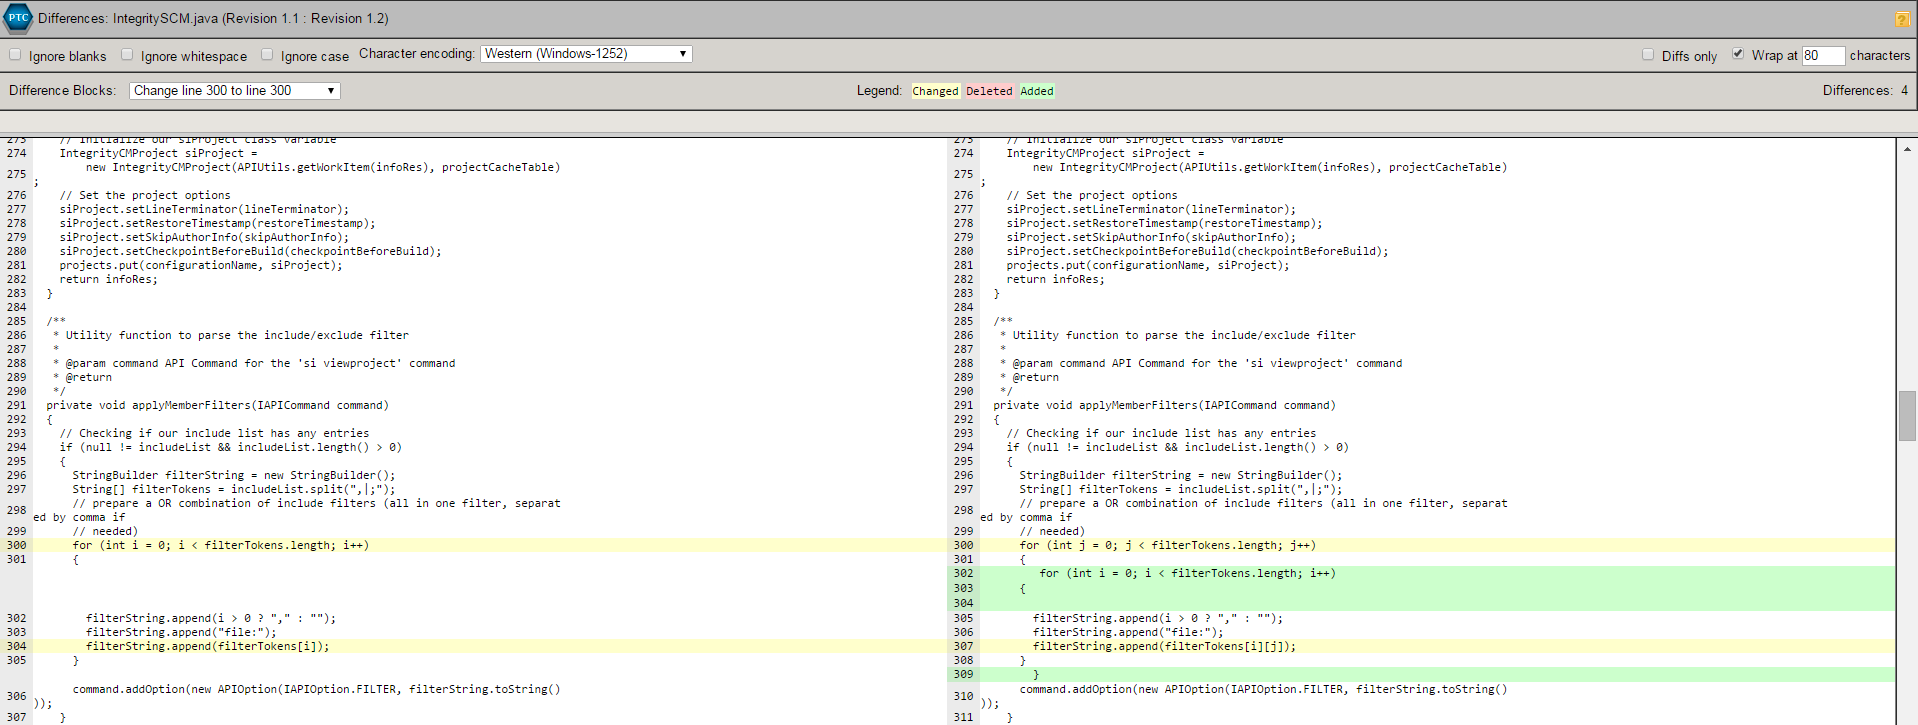 PTC Differences: IntegritySCM.java (Revision 1.1 : Revision 1.2) ?
Ignore blanks Ignore whitespace Ignore case Character encoding: Western (Windows-1252) Diffs only Wrap at 80 characters
Difference Blocks: Change line 300 to line 300 Legend: Changed Deleted Added Differences: 4
273 // Initialize our siProject class variable
274 IntegrityCMProject siProject =
275 new IntegrityCMProject(APIUtils.getWorkItem(infoRes), projectCacheTable)
;
276 // Set the project options
277 siProject.setLineTerminator(lineTerminator);
278 siProject.setRestoreTimestamp(restoreTimestamp);
279 siProject.setSkipAuthorInfo(skipAuthorInfo);
280 siProject.setCheckpointBeforeBuild(checkpointBeforeBuild);
281 projects.put(configurationName, siProject);
282 return infoRes;
283 }
284
285 /**
286 * Utility function to parse the include/exclude filter
287 *
288 * @param command API Command for the 'si viewproject' command
289 * @return
290 */
291 private void applyMemberFilters(IAPICommand command)
292 {
293 // Checking if our include list has any entries
294 if (null != includeList && includeList.length() > 0)
295 {
296 StringBuilder filterString = new StringBuilder();
297 String[] filterTokens = includeList.split(",|;");
298 // prepare a OR combination of include filters (all in one filter, separat
ed by comma if
299 // needed)
300 for (int i = 0; i < filterTokens.length; i++)
301 {
302 filterString.append(i > 0 ? "," : "");
303 filterString.append("file:");
304 filterString.append(filterTokens[i]);
305 }
306 command.addOption(new APIOption(IAPIOption.FILTER, filterString.toString()
));
307 }
273 // Initialize our siProject class variable
274 IntegrityCMProject siProject =
275 new IntegrityCMProject(APIUtils.getWorkItem(infoRes), projectCacheTable)
;
276 // Set the project options
277 siProject.setLineTerminator(lineTerminator);
278 siProject.setRestoreTimestamp(restoreTimestamp);
279 siProject.setSkipAuthorInfo(skipAuthorInfo);
280 siProject.setCheckpointBeforeBuild(checkpointBeforeBuild);
281 projects.put(configurationName, siProject);
282 return infoRes;
283 }
284
285 /**
286 * Utility function to parse the include/exclude filter
287 *
288 * @param command API Command for the 'si viewproject' command
289 * @return
290 */
291 private void applyMemberFilters(IAPICommand command)
292 {
293 // Checking if our include list has any entries
294 if (null != includeList && includeList.length() > 0)
295 {
296 StringBuilder filterString = new StringBuilder();
297 String[] filterTokens = includeList.split(",|;");
298 // prepare a OR combination of include filters (all in one filter, separat
ed by comma if
299 // needed)
300 for (int j = 0; j < filterTokens.length; j++)
301 {
302 for (int i = 0; i < filterTokens.length; i++)
303 {
304
305 filterString.append(i > 0 ? "," : "");
306 filterString.append("file:");
307 filterString.append(filterTokens[i][j]);
308 }
309 }
310 command.addOption(new APIOption(IAPIOption.FILTER, filterString.toString()
));
311 }